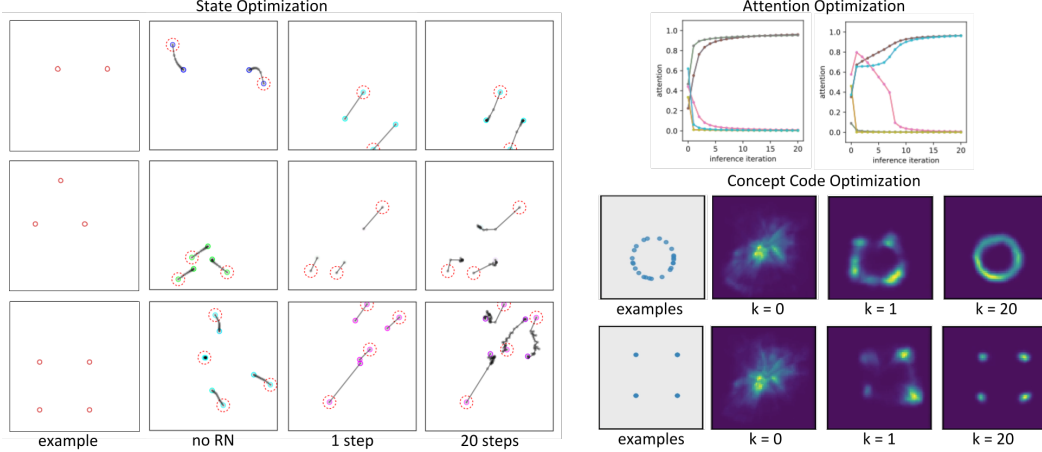 State Optimization
example
no RN
1 step
20 steps
Attention Optimization
1.0
0.8
0.6
0.4
0.2
0.0
attention
0 5 10 15 20
inference iteration
1.0
0.8
0.6
0.4
0.2
0.0
attention
0 5 10 15 20
inference iteration
Concept Code Optimization
examples
k = 0
k = 1
k = 20
examples
k = 0
k = 1
k = 20